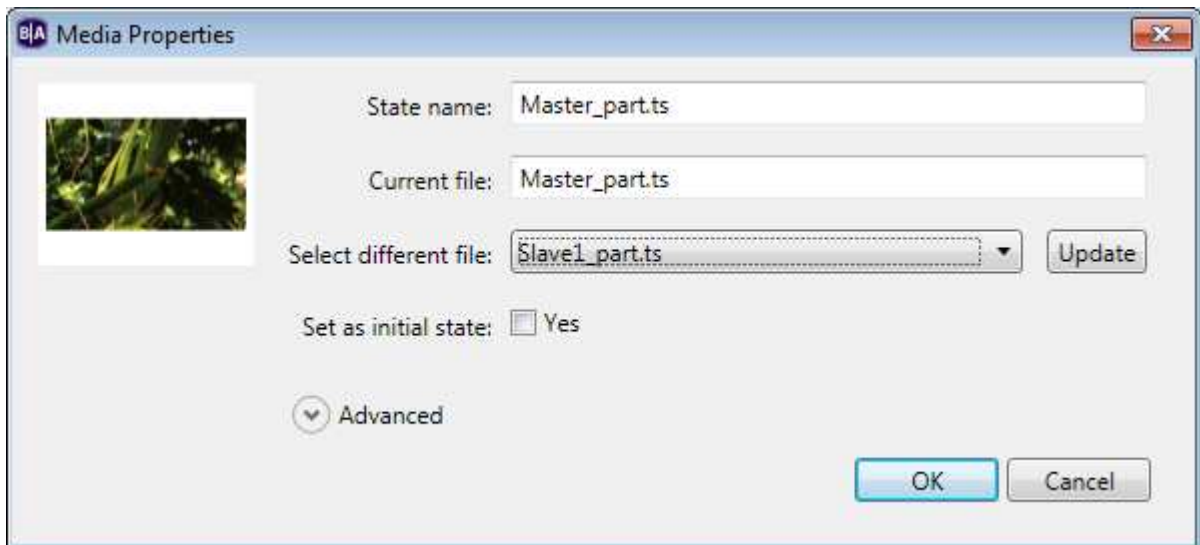 B|A Media Properties
State name: Master_part.ts
Current file: Master_part.ts
Select different file: Slave1_part.ts Update
Set as initial state: Yes
Advanced
OK Cancel